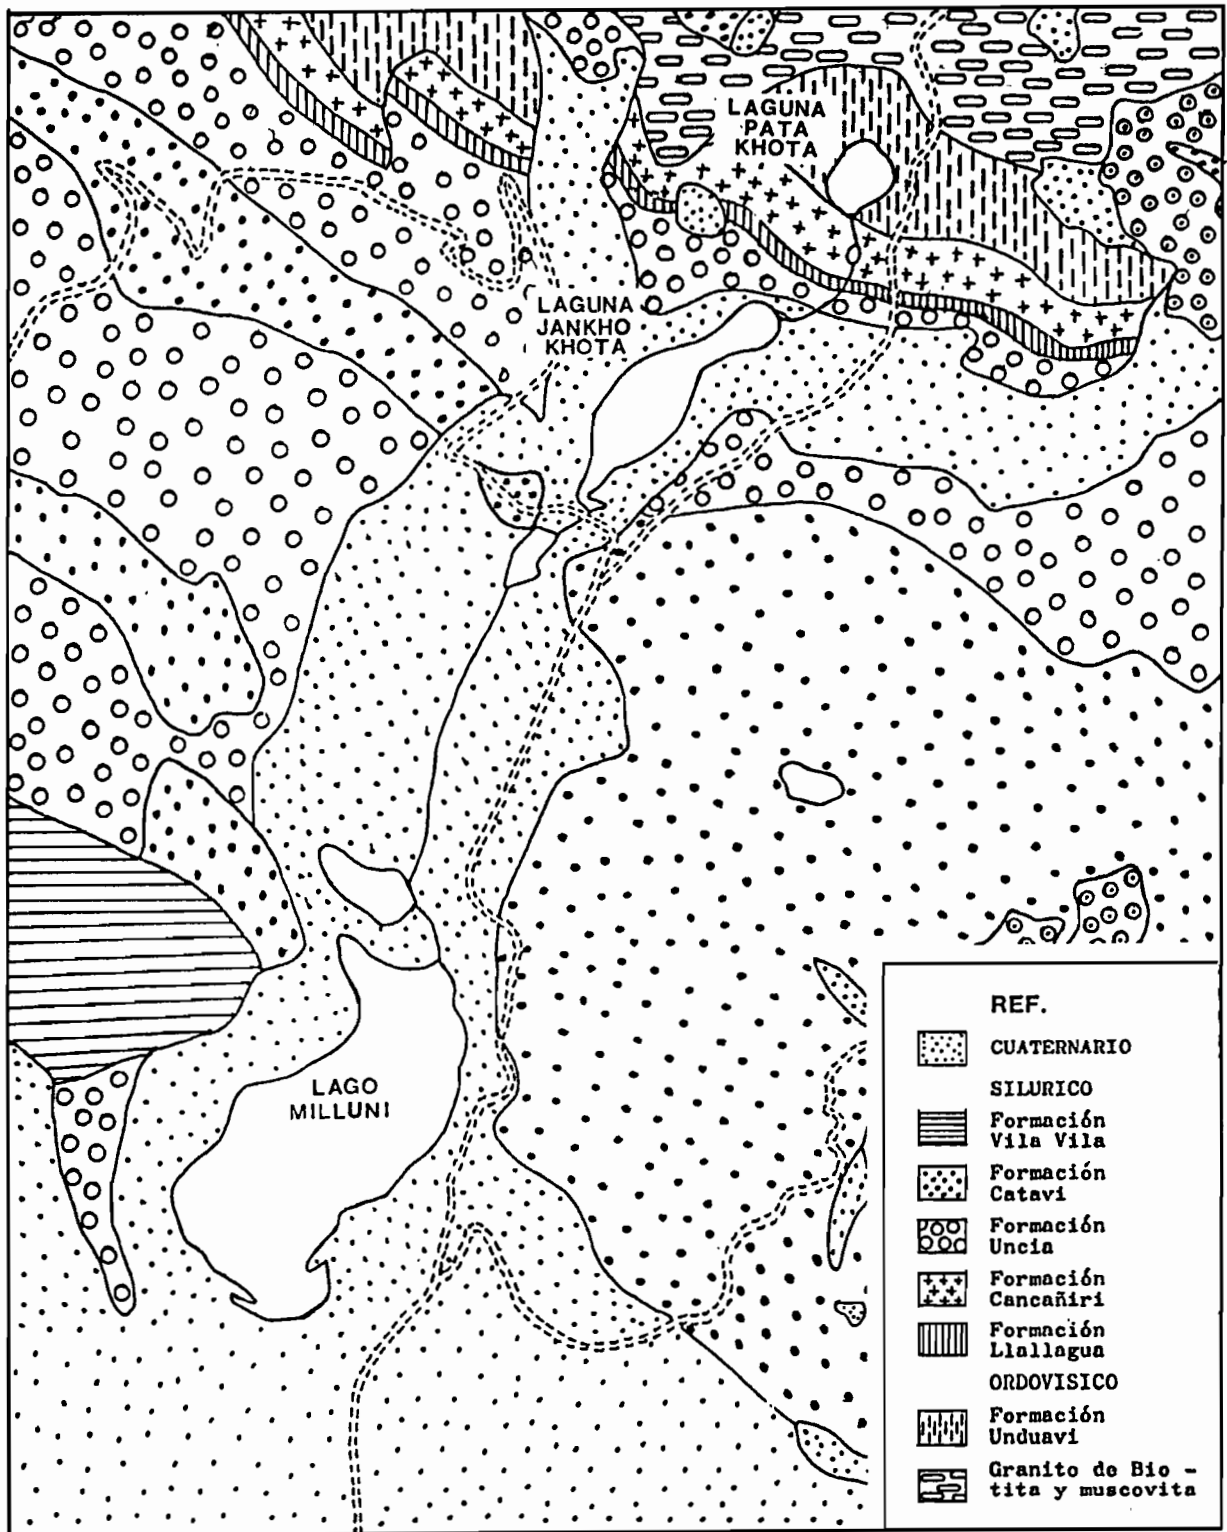 LAGUNA
PATA
KHOTA
LAGUNA
JANKHO
KHOTA
LAGO
MILLUNI
REF.
CUATERNARIO
SILURICO
Formación
Vila Vila
Formación
Catavi
Formación
Uncia
Formación
Cancañiri
Formación
Llallagua
ORDOVISICO
Formación
Unduavi
Granito de Bio -
tita y muscovita